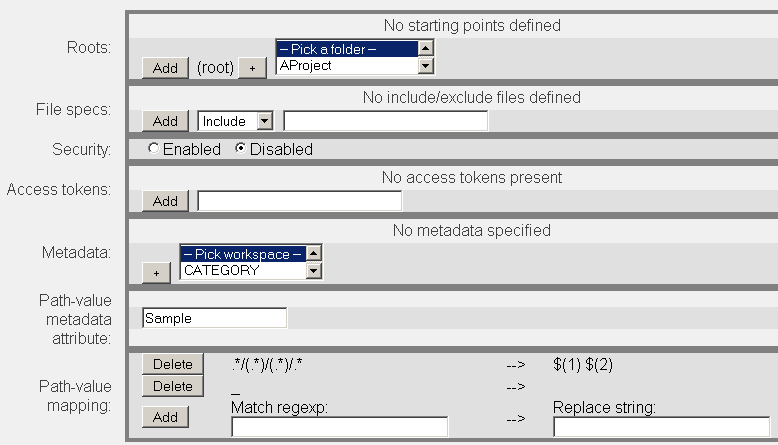 No starting points defined
Roots:
– Pick a folder –
Add (root) +
AProject
No include/exclude files defined
File specs:
Add Include
Security: Enabled Disabled
No access tokens present
Access tokens:
Add
No metadata specified
Metadata:
– Pick workspace –
+ CATEGORY
Path-value
metadata
attribute:
Sample
Delete .*/(.*)/(.*)/.* --> $(1) $(2)
Delete _ -->
Path-value
mapping:
Match regexp: Replace string:
Add -->